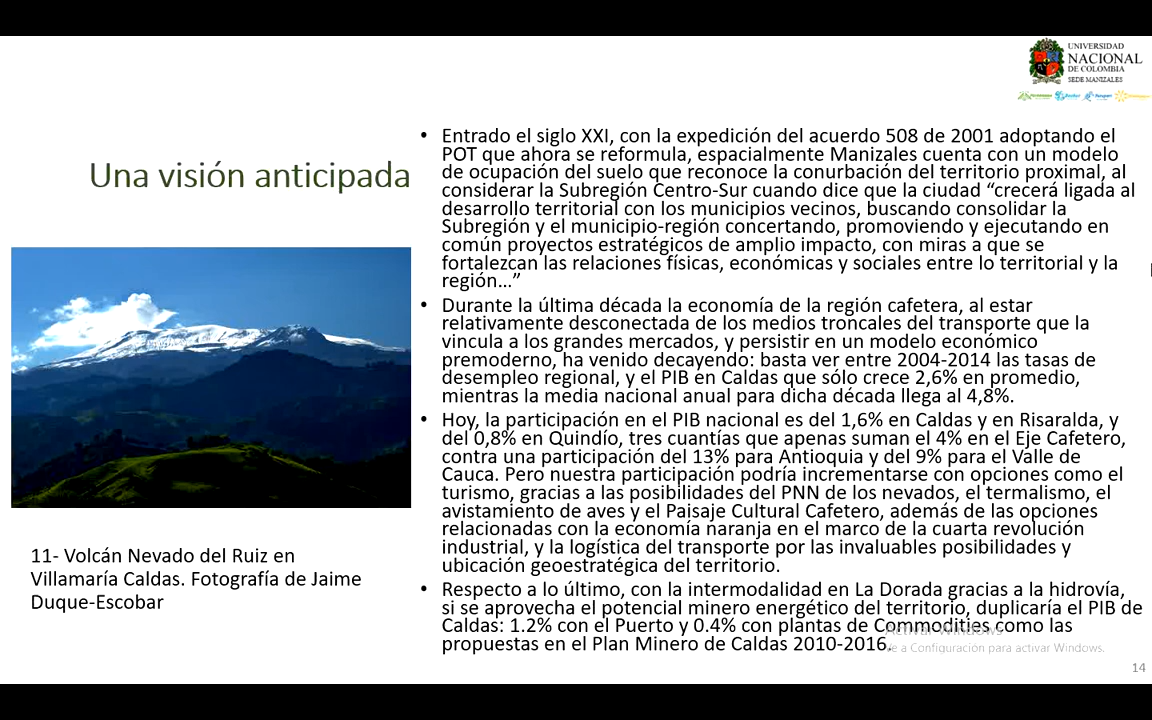 UNIVERSIDAD
NACIONAL
DE COLOMBIA
SEDE MANIZALES
Una visión anticipada
• Entrado el siglo XXI, con la expedición del acuerdo 508 de 2001 adoptando el
POT que ahora se reformula, espacialmente Manizales cuenta con un modelo
de ocupación del suelo que reconoce la conurbación del territorio proximal, al
considerar la Subregión Centro-Sur cuando dice que la ciudad “crecerá ligada al
desarrollo territorial con los municipios vecinos, buscando consolidar la
Subregión y el municipio-región concertando, promoviendo y ejecutando en
común proyectos estratégicos de amplio impacto, con miras a que se
fortalezcan las relaciones físicas, económicas y sociales entre lo territorial y la
región…”
• Durante la última década la economía de la región cafetera, al estar
relativamente desconectada de los medios troncales del transporte que la
vincula a los grandes mercados, y persistir en un modelo económico
premoderno, ha venido decayendo: basta ver entre 2004-2014 las tasas de
desempleo regional, y el PIB en Caldas que sólo crece 2,6% en promedio,
mientras la media nacional anual para dicha década llega al 4,8%.
• Hoy, la participación en el PIB nacional es del 1,6% en Caldas y en Risaralda, y
del 0,8% en Quindío, tres cuantías que apenas suman el 4% en el Eje Cafetero,
contra una participación del 13% para Antioquia y del 9% para el Valle de
Cauca. Pero nuestra participación podría incrementarse con opciones como el
turismo, gracias a las posibilidades del PNN de los nevados, el termalismo, el
avistamiento de aves y el Paisaje Cultural Cafetero, además de las opciones
relacionadas con la economía naranja en el marco de la cuarta revolución
industrial, y la logística del transporte por las invaluables posibilidades y
ubicación geoestratégica del territorio.
• Respecto a lo último, con la intermodalidad en La Dorada gracias a la hidrovía,
si se aprovecha el potencial minero energético del territorio, duplicaría el PIB de
Caldas: 1.2% con el Puerto y 0.4% con plantas de Commodities como las
propuestas en el Plan Minero de Caldas 2010-2016.
11- Volcán Nevado del Ruiz en
Villamaría Caldas. Fotografía de Jaime
Duque-Escobar
Activar Windows
Ve a Configuración para activar Windows.
14